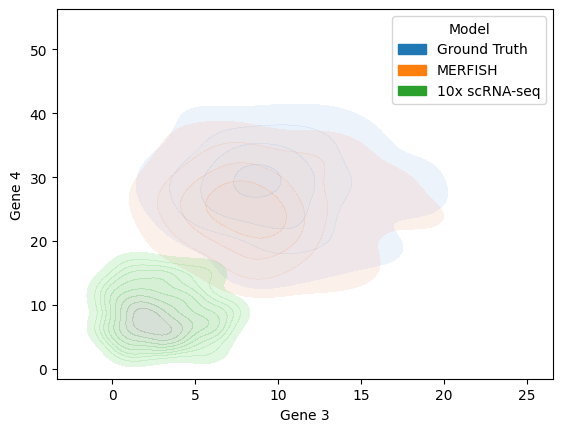 Model
Ground Truth
MERFISH
10x scRNA-seq
Gene 4
50
40
30
20
10
0
0 5 10 15 20 25
Gene 3